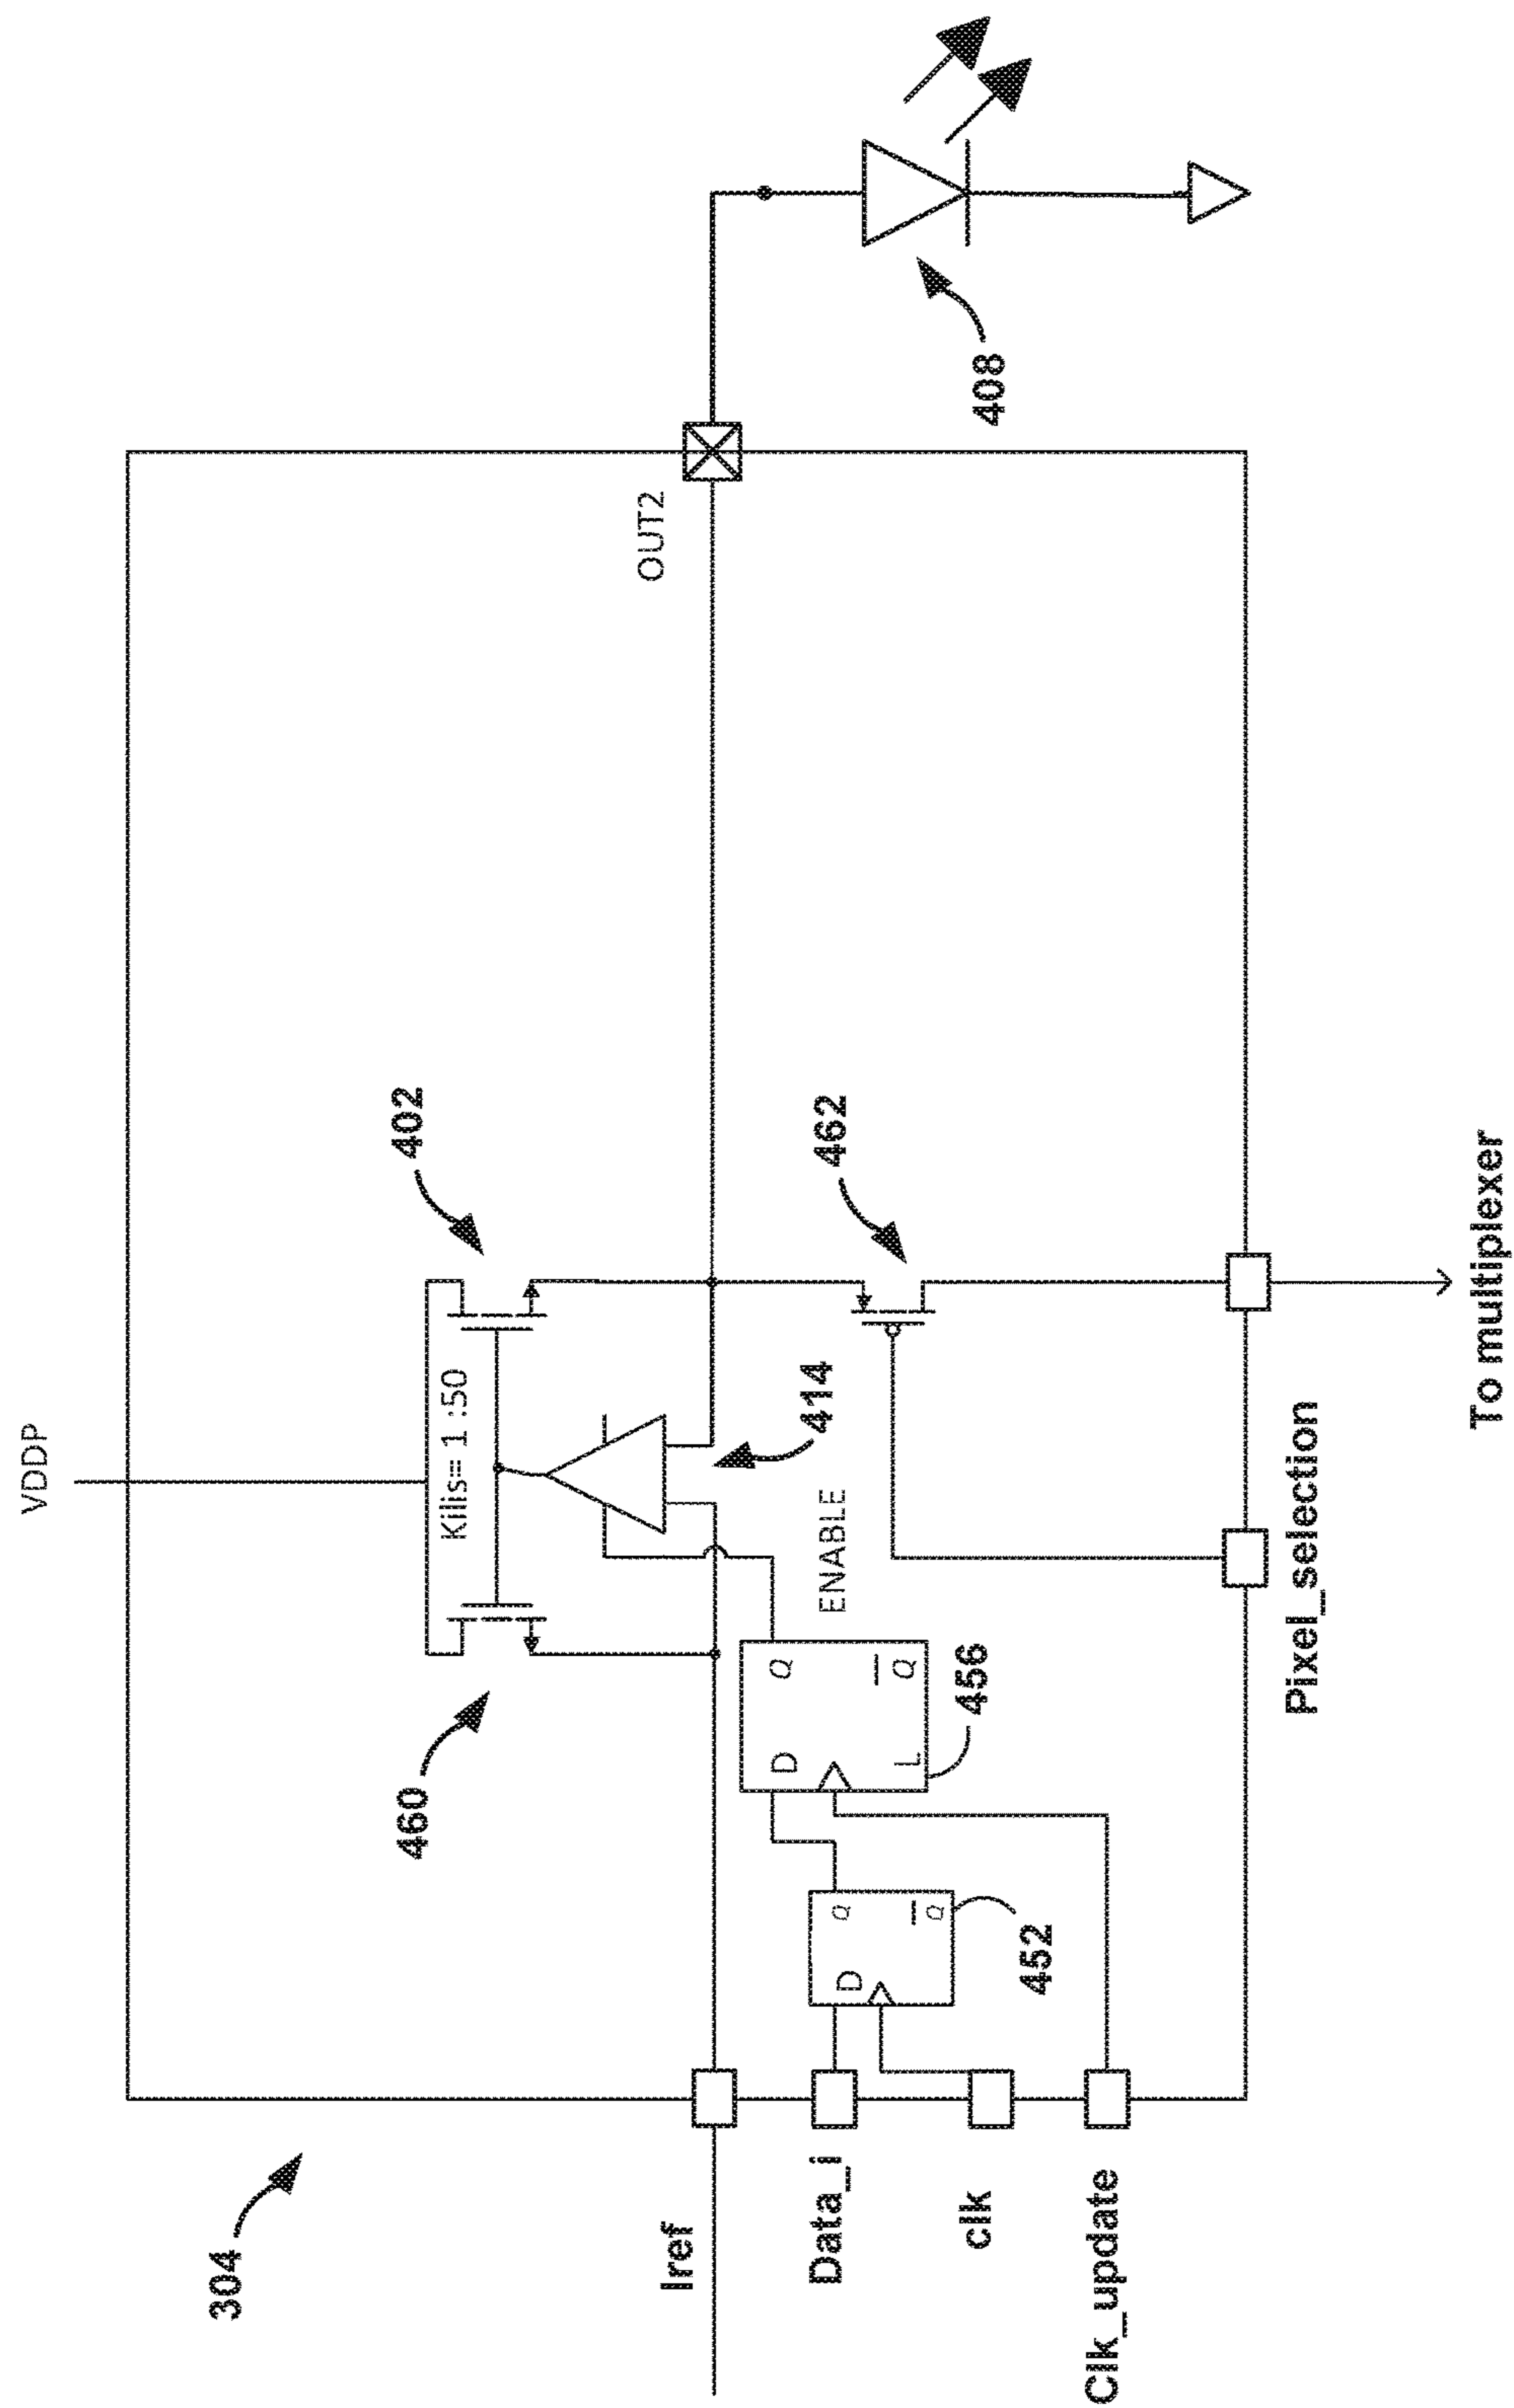 VDDP
304
460
402
Kilis= 1 :50
414
ENABLE
462
OUT2
408
Iref
Data_i
clk
Clk_update
D
Q
Q
452
D
Q
Q
L
456
Pixel_selection
To multiplexer